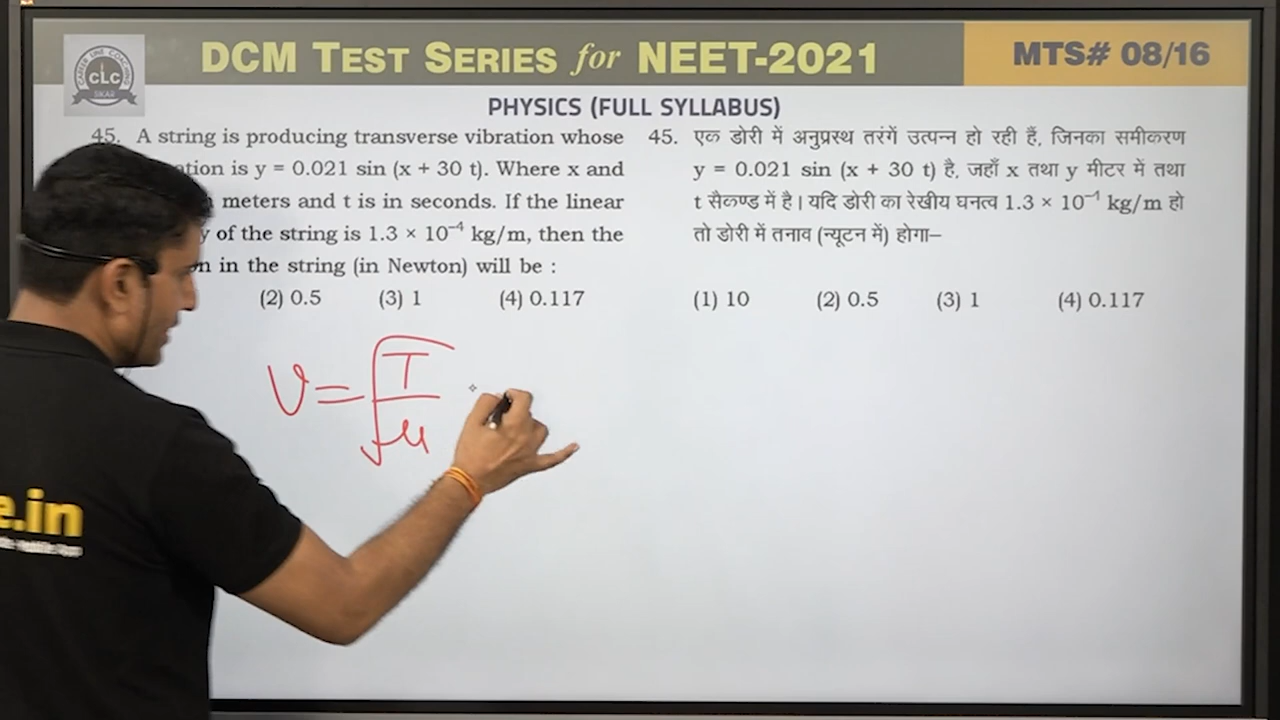 DCM TEST SERIES for NEET-2021
MTS# 08/16
CLC
SIKAR
PHYSICS (FULL SYLLABUS)
45. A string is producing transverse vibration whose
y = 0.021 sin (x + 30 t). Where x and
meters and t is in seconds. If the linear
of the string is 1.3 × 10⁻⁴ kg/m, then the
in the string (in Newton) will be :
(2) 0.5 (3) 1 (4) 0.117
45. एक डोरी में अनुप्रस्थ तरंगें उत्पन्न हो रही हैं, जिनका समीकरण
y = 0.021 sin (x + 30 t) है, जहाँ x तथा y मीटर में तथा
t सैकण्ड में है। यदि डोरी का रेखीय घनत्व 1.3 × 10⁻⁴ kg/m हो
तो डोरी में तनाव (न्यूटन में) होगा–
(1) 10 (2) 0.5 (3) 1 (4) 0.117
v = √T/μ
e.in